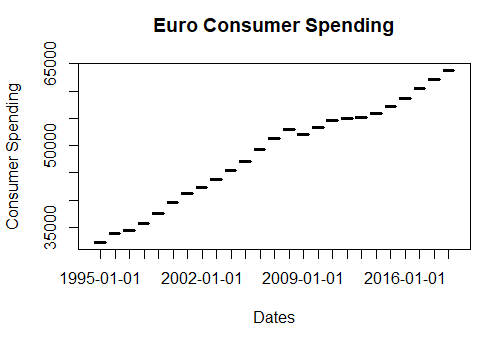 Euro Consumer Spending
65000
50000
35000
Consumer Spending
1995-01-01 2002-01-01 2009-01-01 2016-01-01
Dates